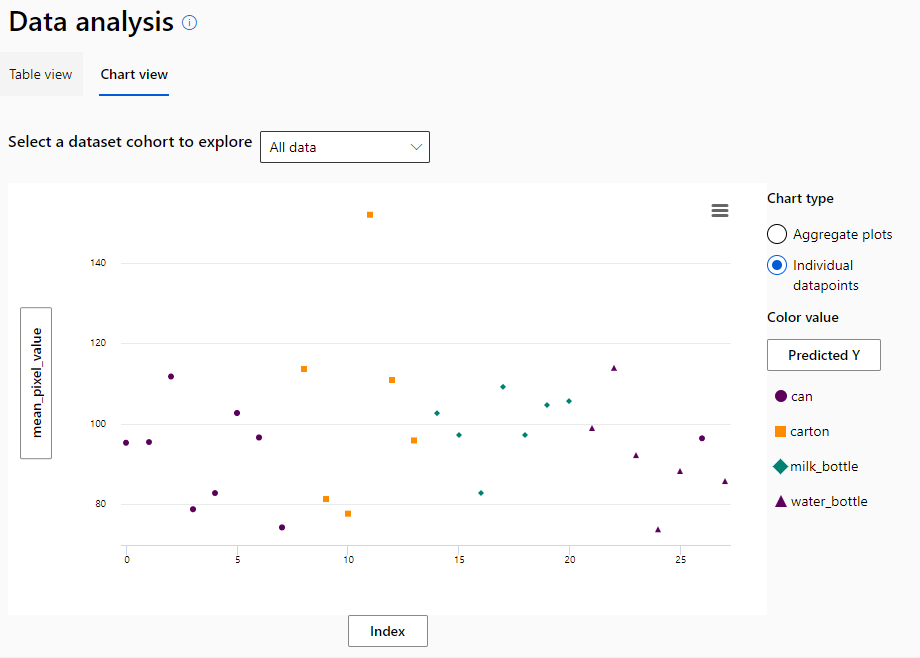 Data analysis
Table view
Chart view
Select a dataset cohort to explore
All data
Chart type
Aggregate plots
Individual
datapoints
Color value
Predicted Y
can
carton
milk_bottle
water_bottle
mean_pixel_value
140
120
100
80
0 5 10 15 20 25
Index